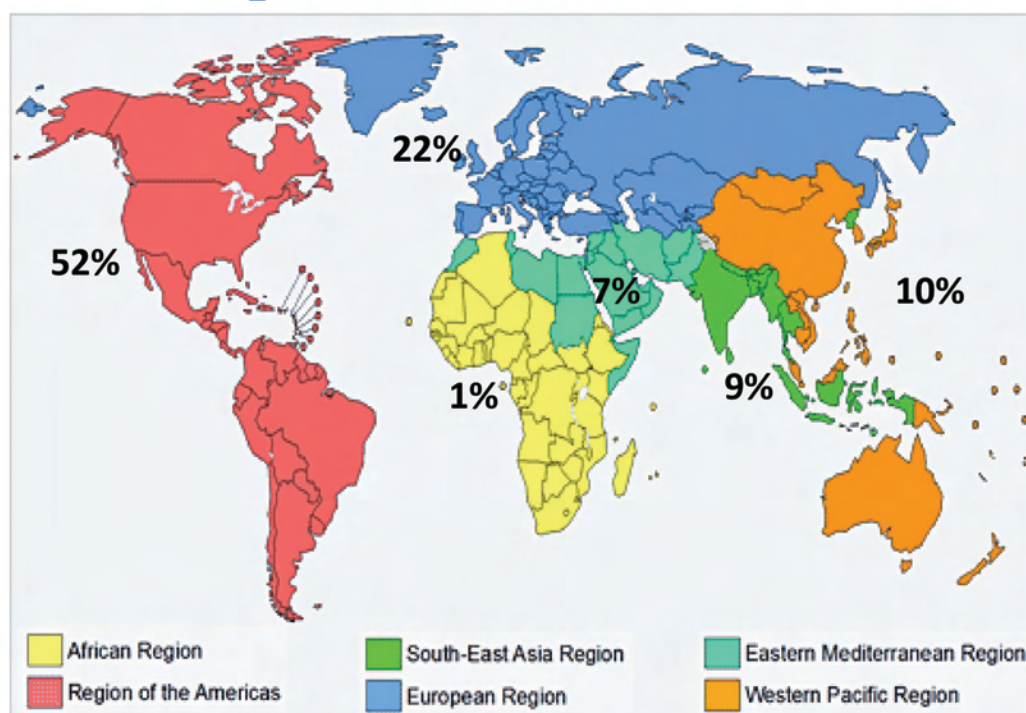 22%
52%
7%
10%
1%
9%
African Region
South-East Asia Region
Eastern Mediterranean Region
Region of the Americas
European Region
Western Pacific Region